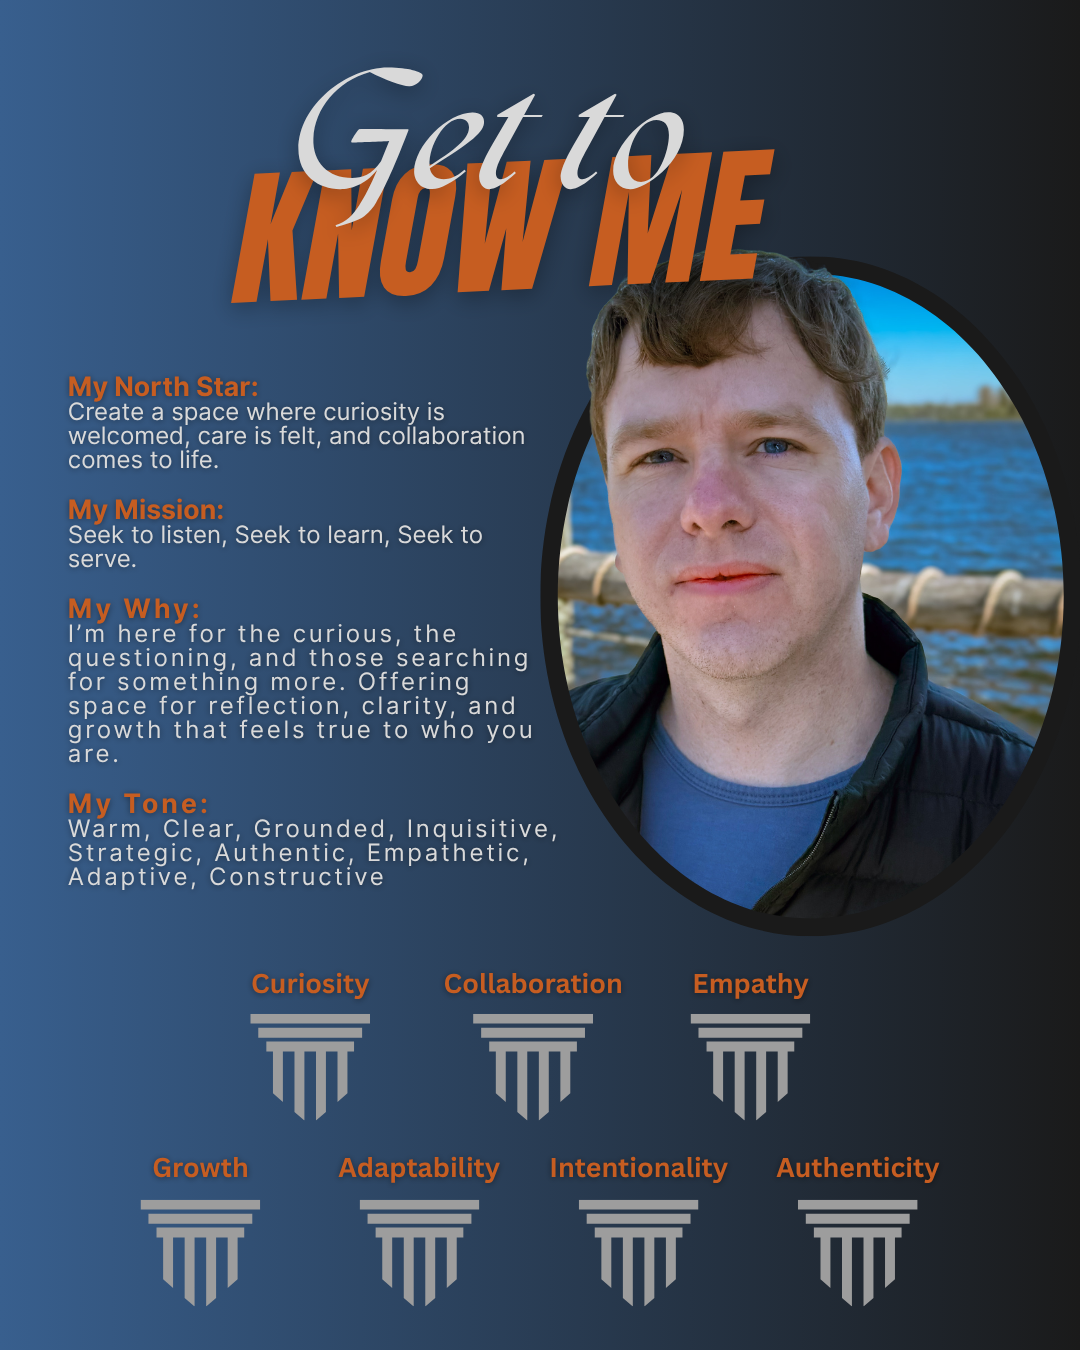 Get to
KNOW ME
My North Star:
Create a space where curiosity is
welcomed, care is felt, and collaboration
comes to life.
My Mission:
Seek to listen, Seek to learn, Seek to
serve.
My Why:
I’m here for the curious, the
questioning, and those searching
for something more. Offering
space for reflection, clarity, and
growth that feels true to who you
are.
My Tone:
Warm, Clear, Grounded, Inquisitive,
Strategic, Authentic, Empathetic,
Adaptive, Constructive
Curiosity Collaboration Empathy
Growth Adaptability Intentionality Authenticity